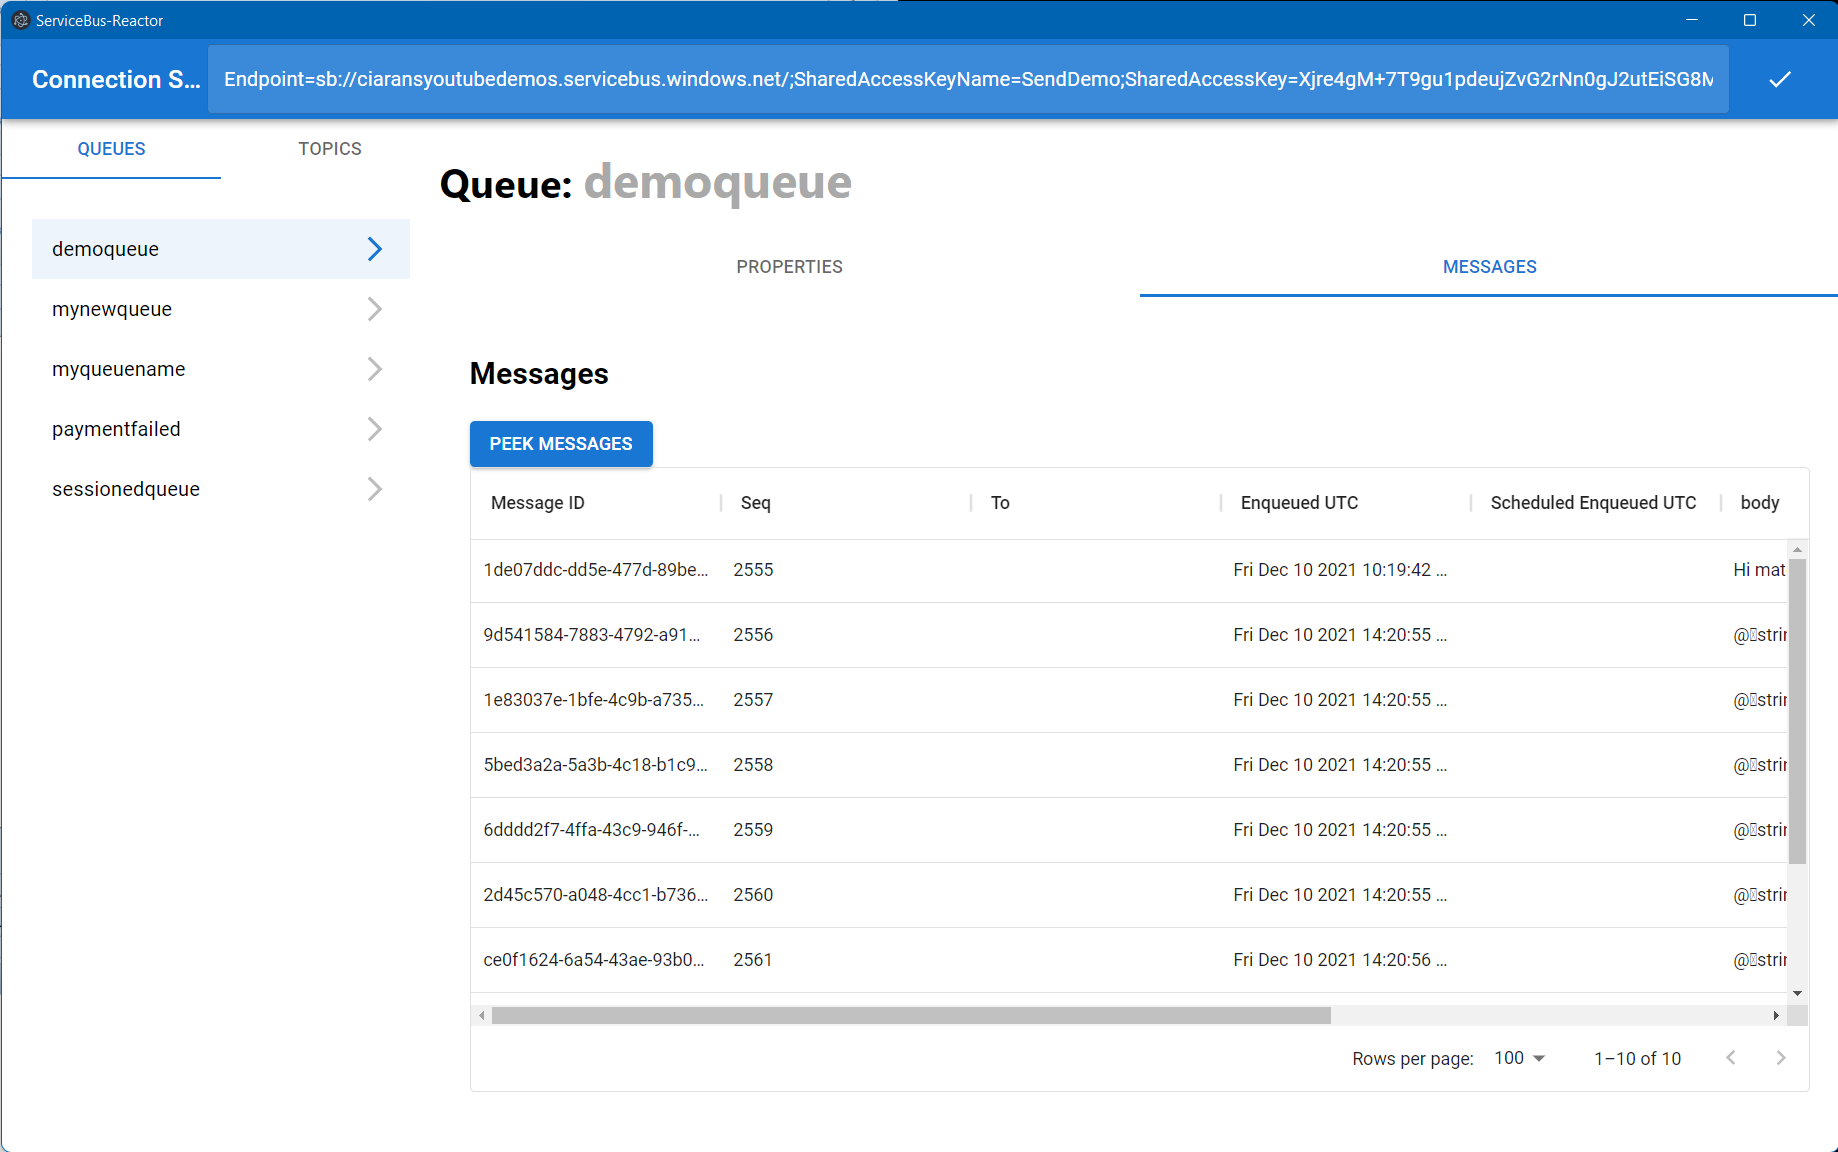 ServiceBus-Reactor
Connection S...
Endpoint=sb://ciaransyoutubedemos.servicebus.windows.net/;SharedAccessKeyName=SendDemo;SharedAccessKey=Xjre4gM+7T9gu1pdeujZvG2rNn0gJ2utEiSG8M
QUEUES TOPICS
demoqueue
mynewqueue
myqueuename
paymentfailed
sessionedqueue
Queue: demoqueue
PROPERTIES MESSAGES
Messages
PEEK MESSAGES
Message ID Seq To Enqueued UTC Scheduled Enqueued UTC body
1de07ddc-dd5e-477d-89be... 2555 Fri Dec 10 2021 10:19:42 ... Hi mat
9d541584-7883-4792-a91... 2556 Fri Dec 10 2021 14:20:55 ... @▯strin
1e83037e-1bfe-4c9b-a735... 2557 Fri Dec 10 2021 14:20:55 ... @▯strin
5bed3a2a-5a3b-4c18-b1c9... 2558 Fri Dec 10 2021 14:20:55 ... @▯strin
6dddd2f7-4ffa-43c9-946f-... 2559 Fri Dec 10 2021 14:20:55 ... @▯strin
2d45c570-a048-4cc1-b736... 2560 Fri Dec 10 2021 14:20:55 ... @▯strin
ce0f1624-6a54-43ae-93b0... 2561 Fri Dec 10 2021 14:20:56 ... @▯strin
Rows per page: 100 1–10 of 10